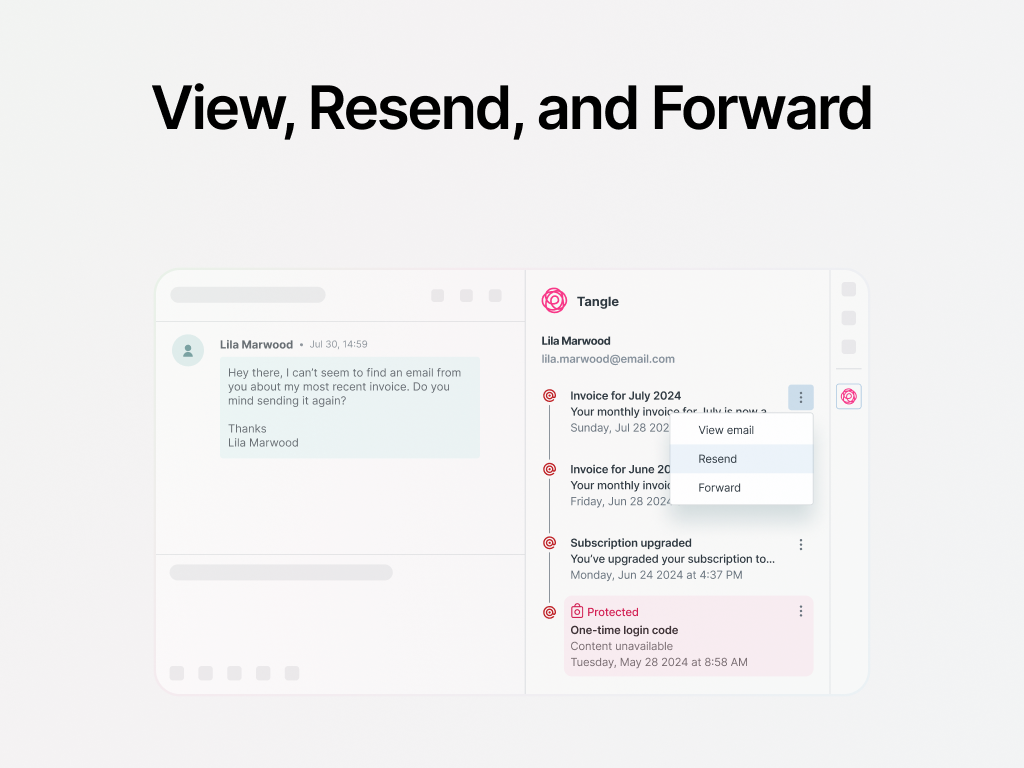 View, Resend, and Forward
Lila Marwood • Jul 30, 14:59
Hey there, I can’t seem to find an email from
you about my most recent invoice. Do you
mind sending it again?
Thanks
Lila Marwood
Tangle
Lila Marwood
lila.marwood@email.com
Invoice for July 2024
Your monthly invoice for July is now a
Sunday, Jul 28 202
View email
Resend
Forward
Invoice for June 20
Your monthly invoic
Friday, Jun 28 2024
Subscription upgraded
You’ve upgraded your subscription to...
Monday, Jun 24 2024 at 4:37 PM
Protected
One-time login code
Content unavailable
Tuesday, May 28 2024 at 8:58 AM